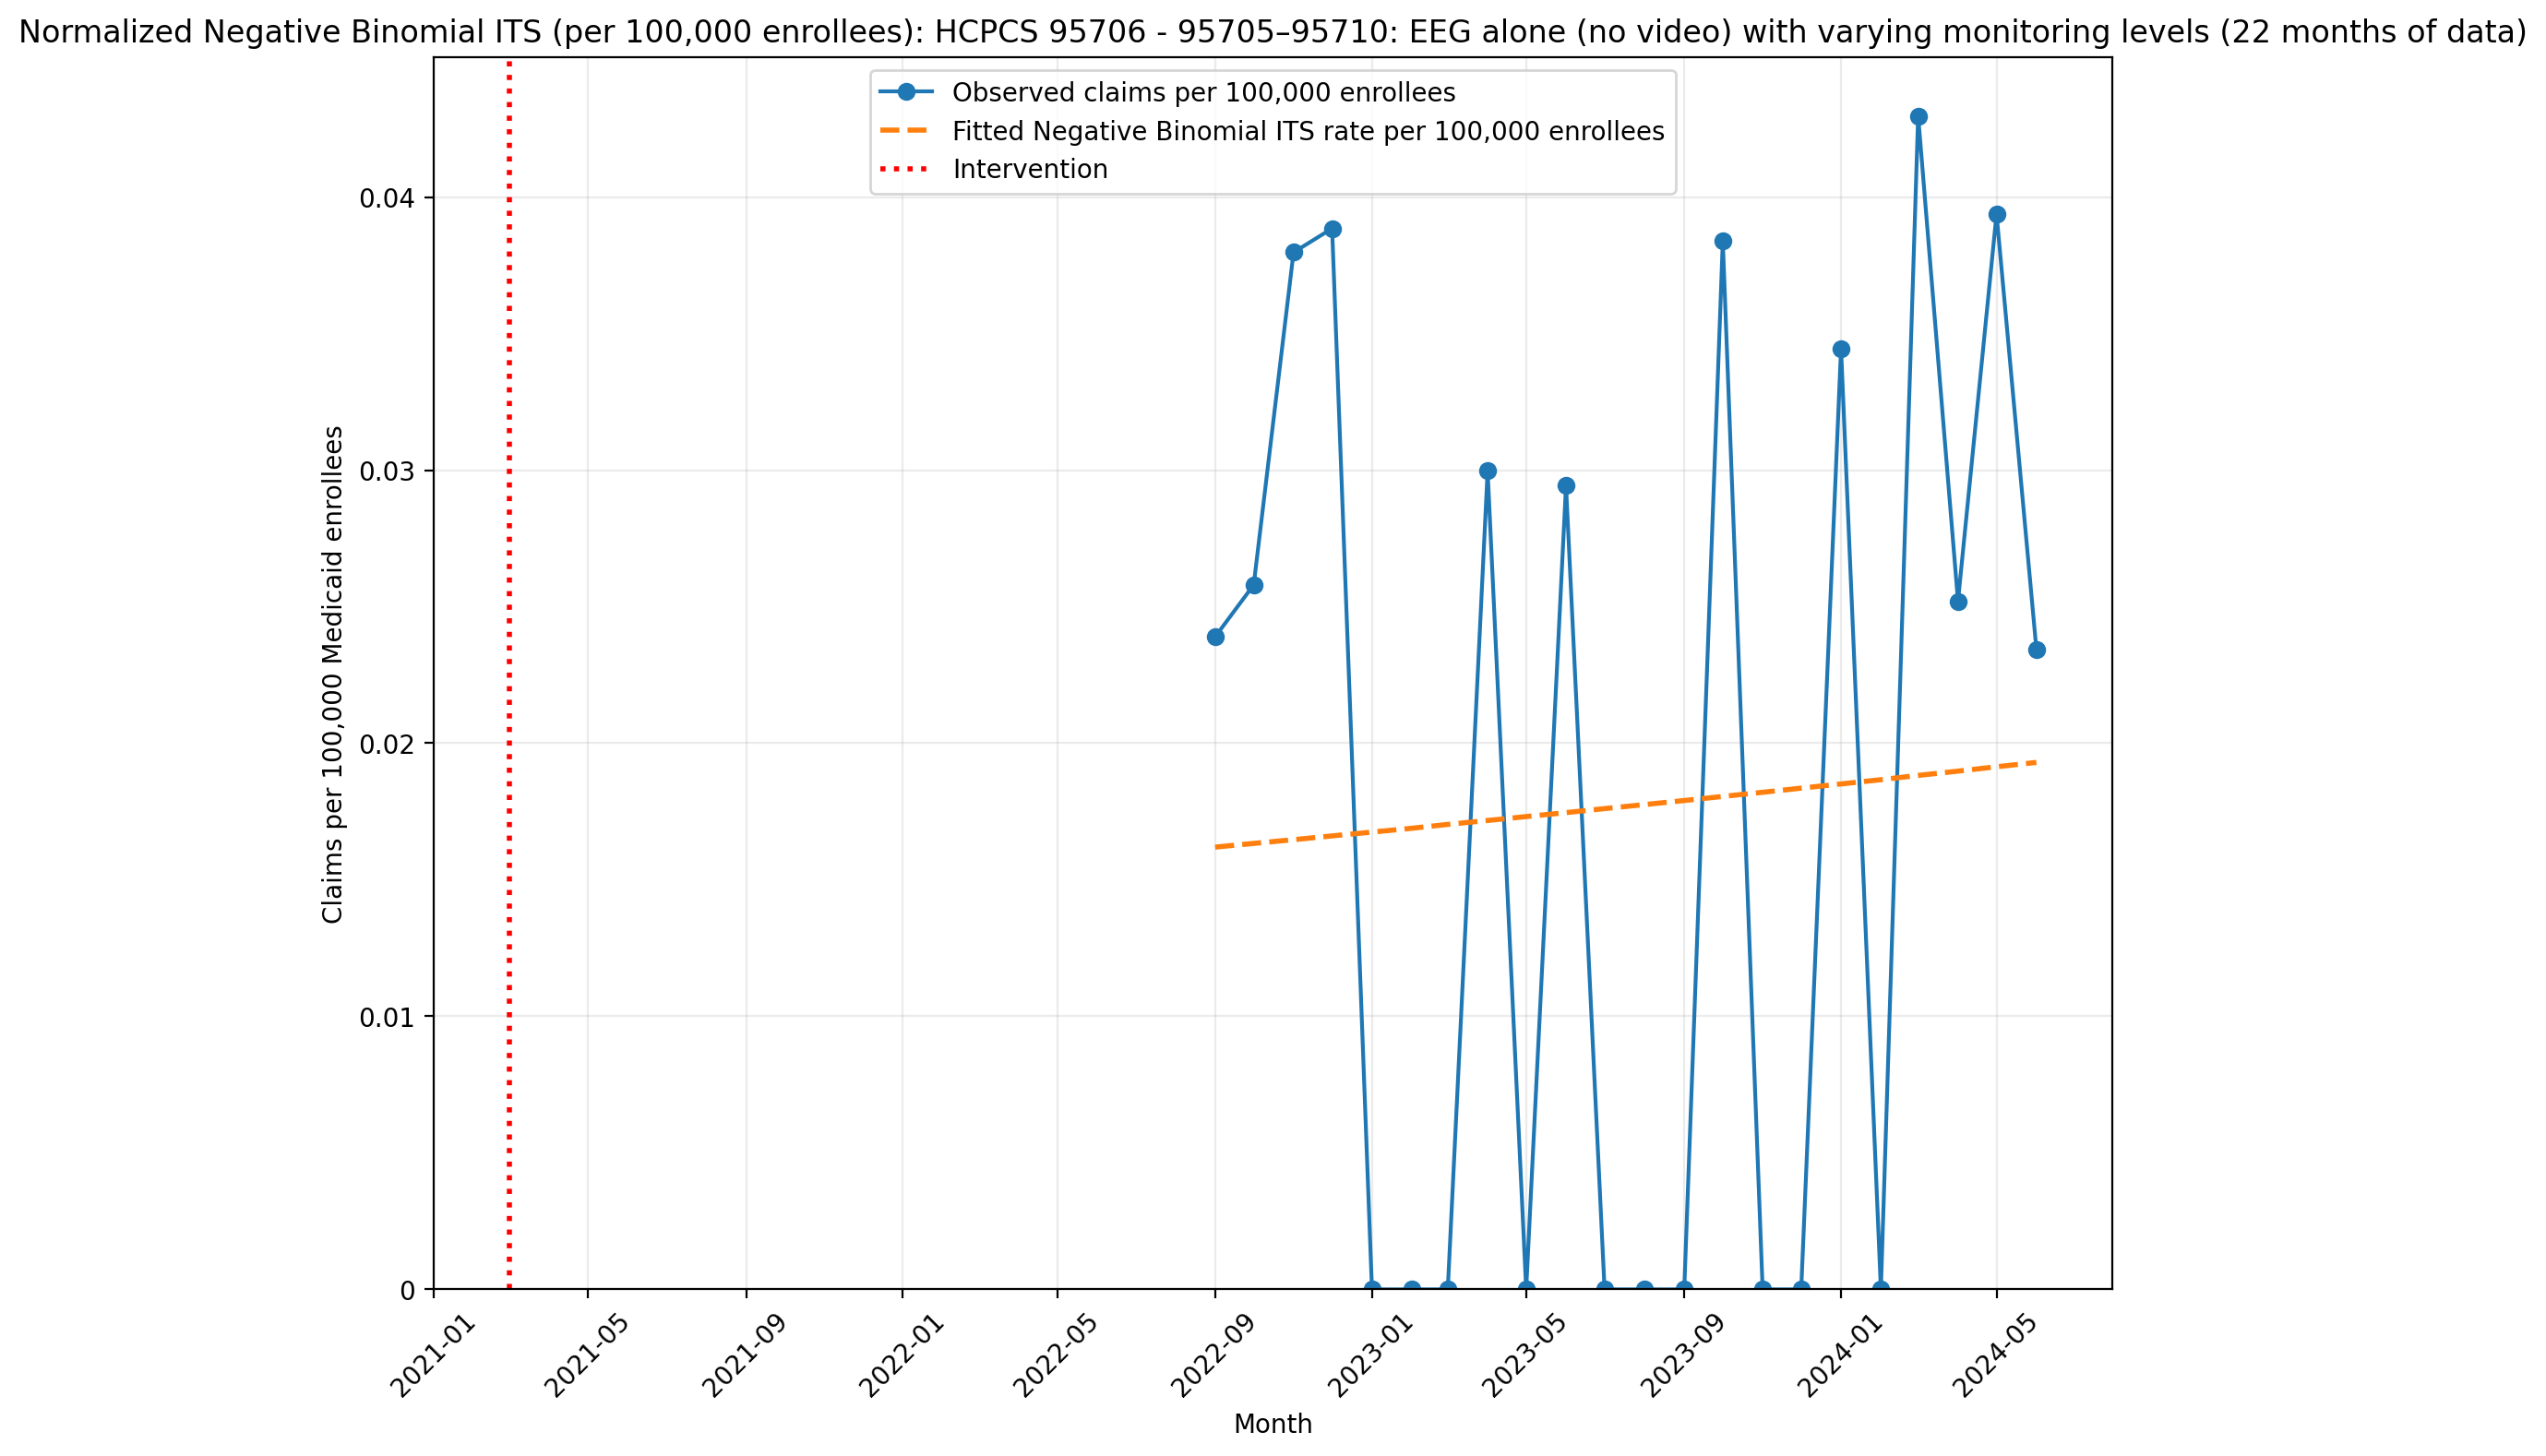 Normalized Negative Binomial ITS (per 100,000 enrollees): HCPCS 95706 - 95705–95710: EEG alone (no video) with varying monitoring levels (22 months of data)
Observed claims per 100,000 enrollees
Fitted Negative Binomial ITS rate per 100,000 enrollees
Intervention
Claims per 100,000 Medicaid enrollees
0.04
0.03
0.02
0.01
0
2021-01
2021-05
2021-09
2022-01
2022-05
2022-09
2023-01
2023-05
2023-09
2024-01
2024-05
Month